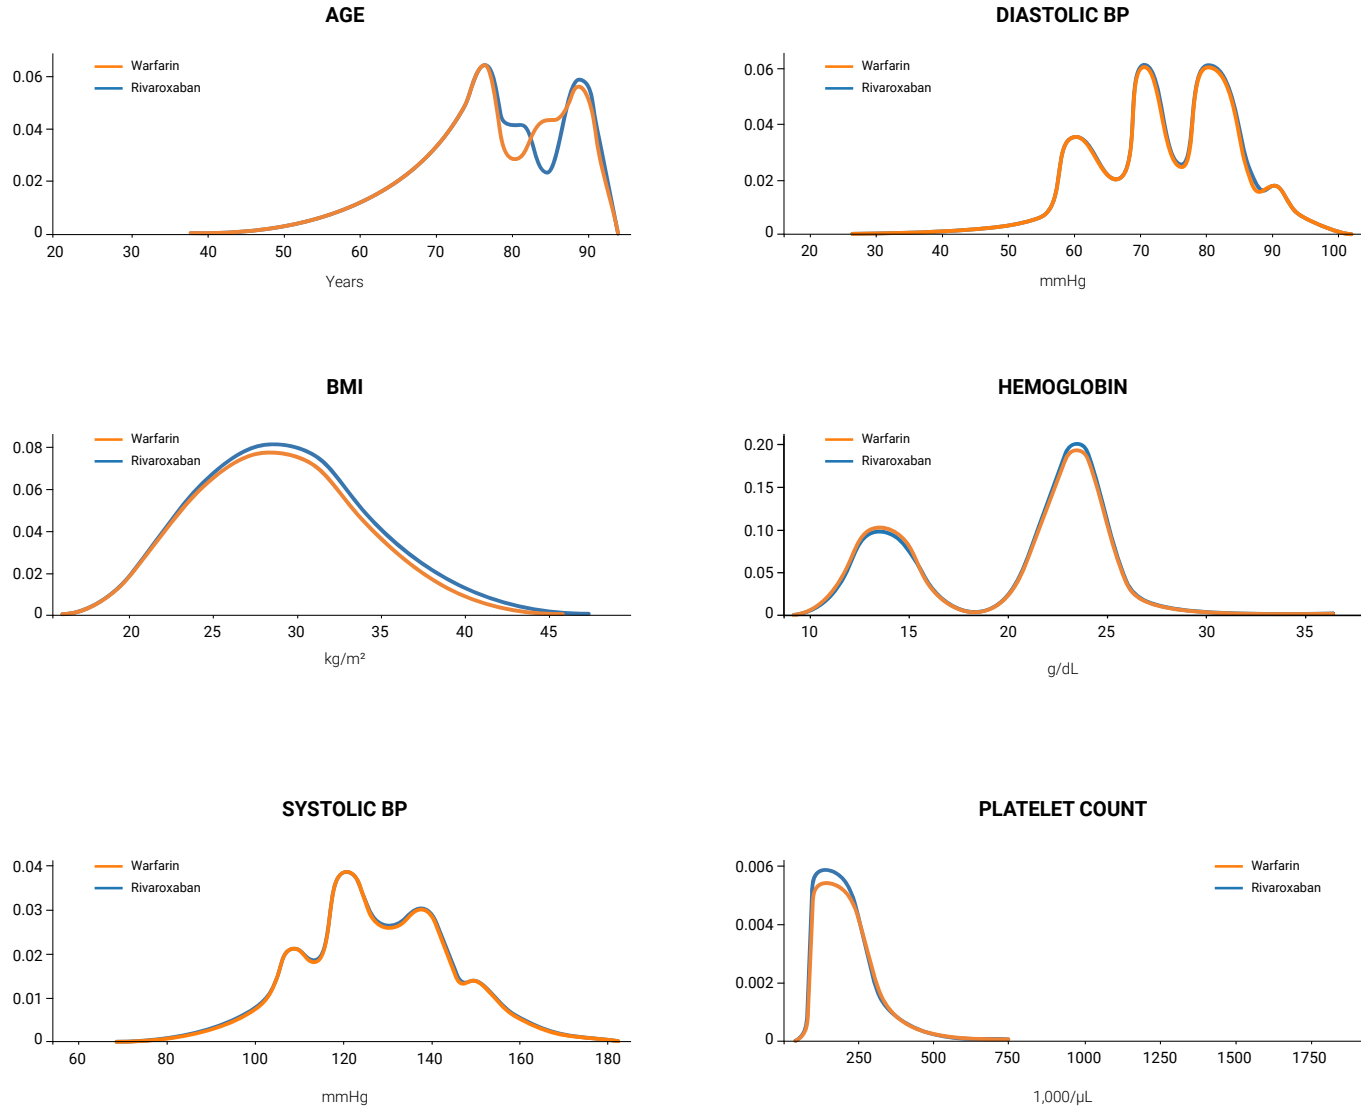 AGE
Warfarin
Rivaroxaban
0.06
0.04
0.02
0
20 30 40 50 60 70 80 90
Years
DIASTOLIC BP
Warfarin
Rivaroxaban
0.06
0.04
0.02
0
20 30 40 50 60 70 80 90 100
mmHg
BMI
Warfarin
Rivaroxaban
0.08
0.06
0.04
0.02
0
20 25 30 35 40 45
kg/m²
HEMOGLOBIN
Warfarin
Rivaroxaban
0.20
0.15
0.10
0.05
0
10 15 20 25 30 35
g/dL
SYSTOLIC BP
Warfarin
Rivaroxaban
0.04
0.03
0.02
0.01
0
60 80 100 120 140 160 180
mmHg
PLATELET COUNT
Warfarin
Rivaroxaban
0.006
0.004
0.002
0
250 500 750 1000 1250 1500 1750
1,000/µL